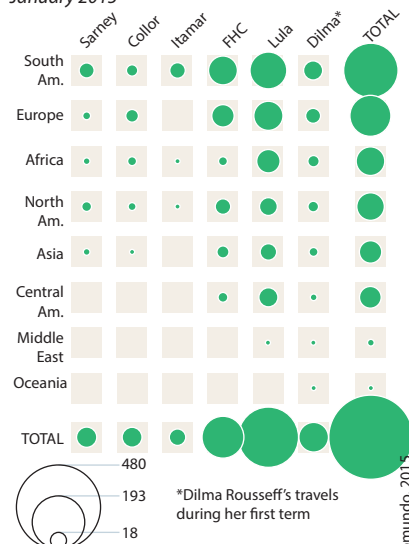 January 2015
Sarney Collor Itamar FHC Lula Dilma* TOTAL
South
Am.
Europe
Africa
North
Am.
Asia
Central
Am.
Middle
East
Oceania
TOTAL
480
193
18
*Dilma Rousseff's travels
during her first term
mundo, 2015